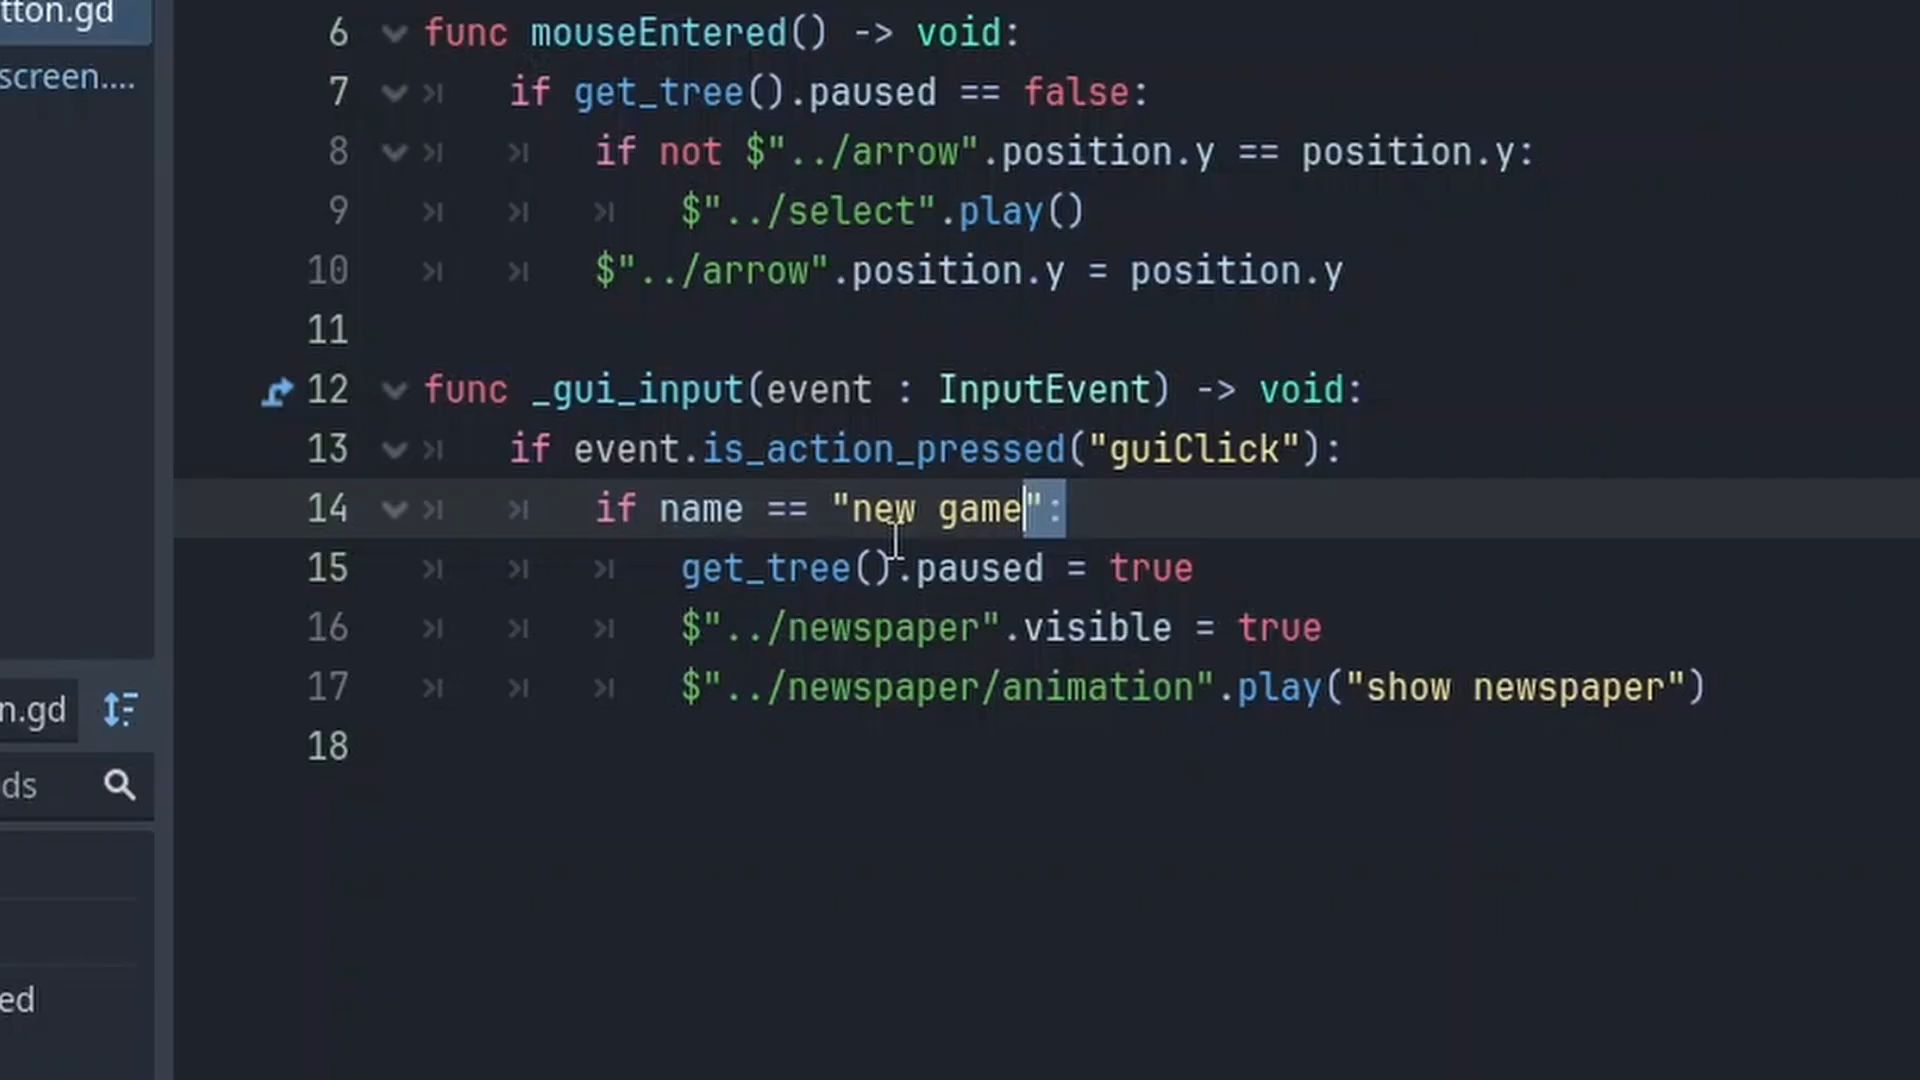 tton.gd
screen....
n.gd
ds
ed
6 func mouseEntered() -> void:
7 if get_tree().paused == false:
8 if not $"../arrow".position.y == position.y:
9 $"../select".play()
10 $"../arrow".position.y = position.y
11
12 func _gui_input(event : InputEvent) -> void:
13 if event.is_action_pressed("guiClick"):
14 if name == "new game":
15 get_tree().paused = true
16 $"../newspaper".visible = true
17 $"../newspaper/animation".play("show newspaper")
18